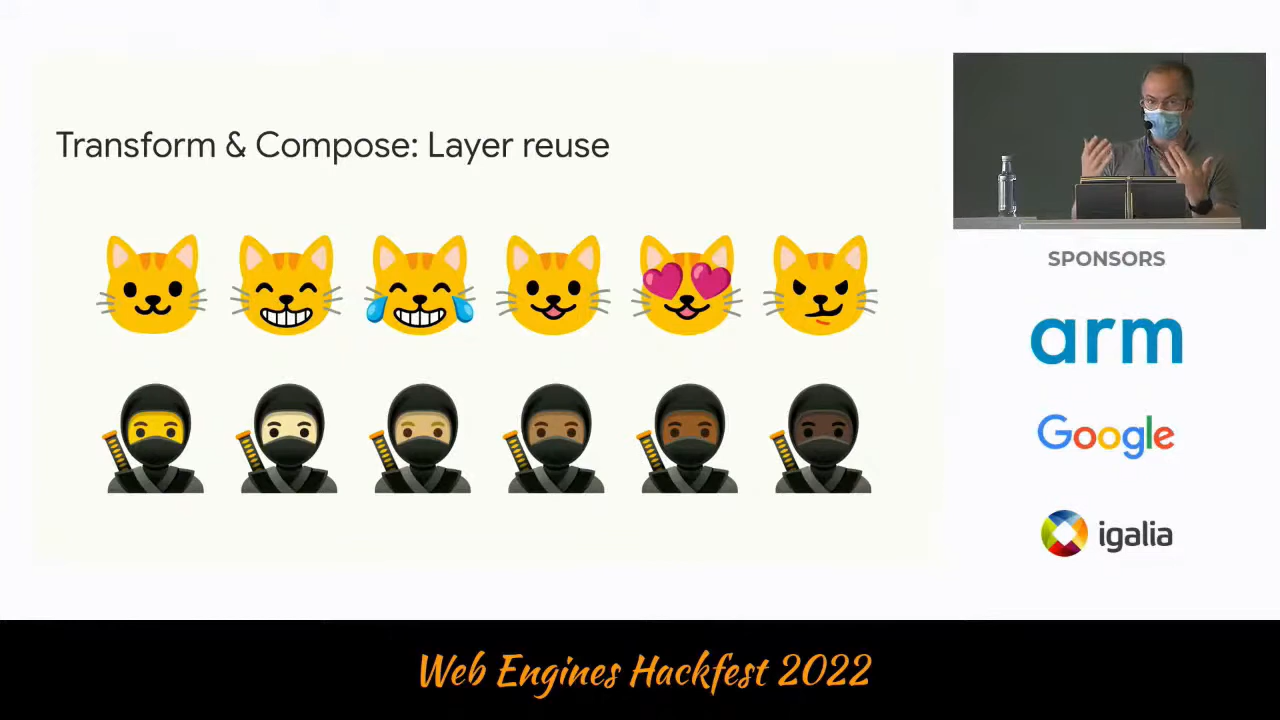 Transform & Compose: Layer reuse
SPONSORS
arm
Google
igalia
Web Engines Hackfest 2022